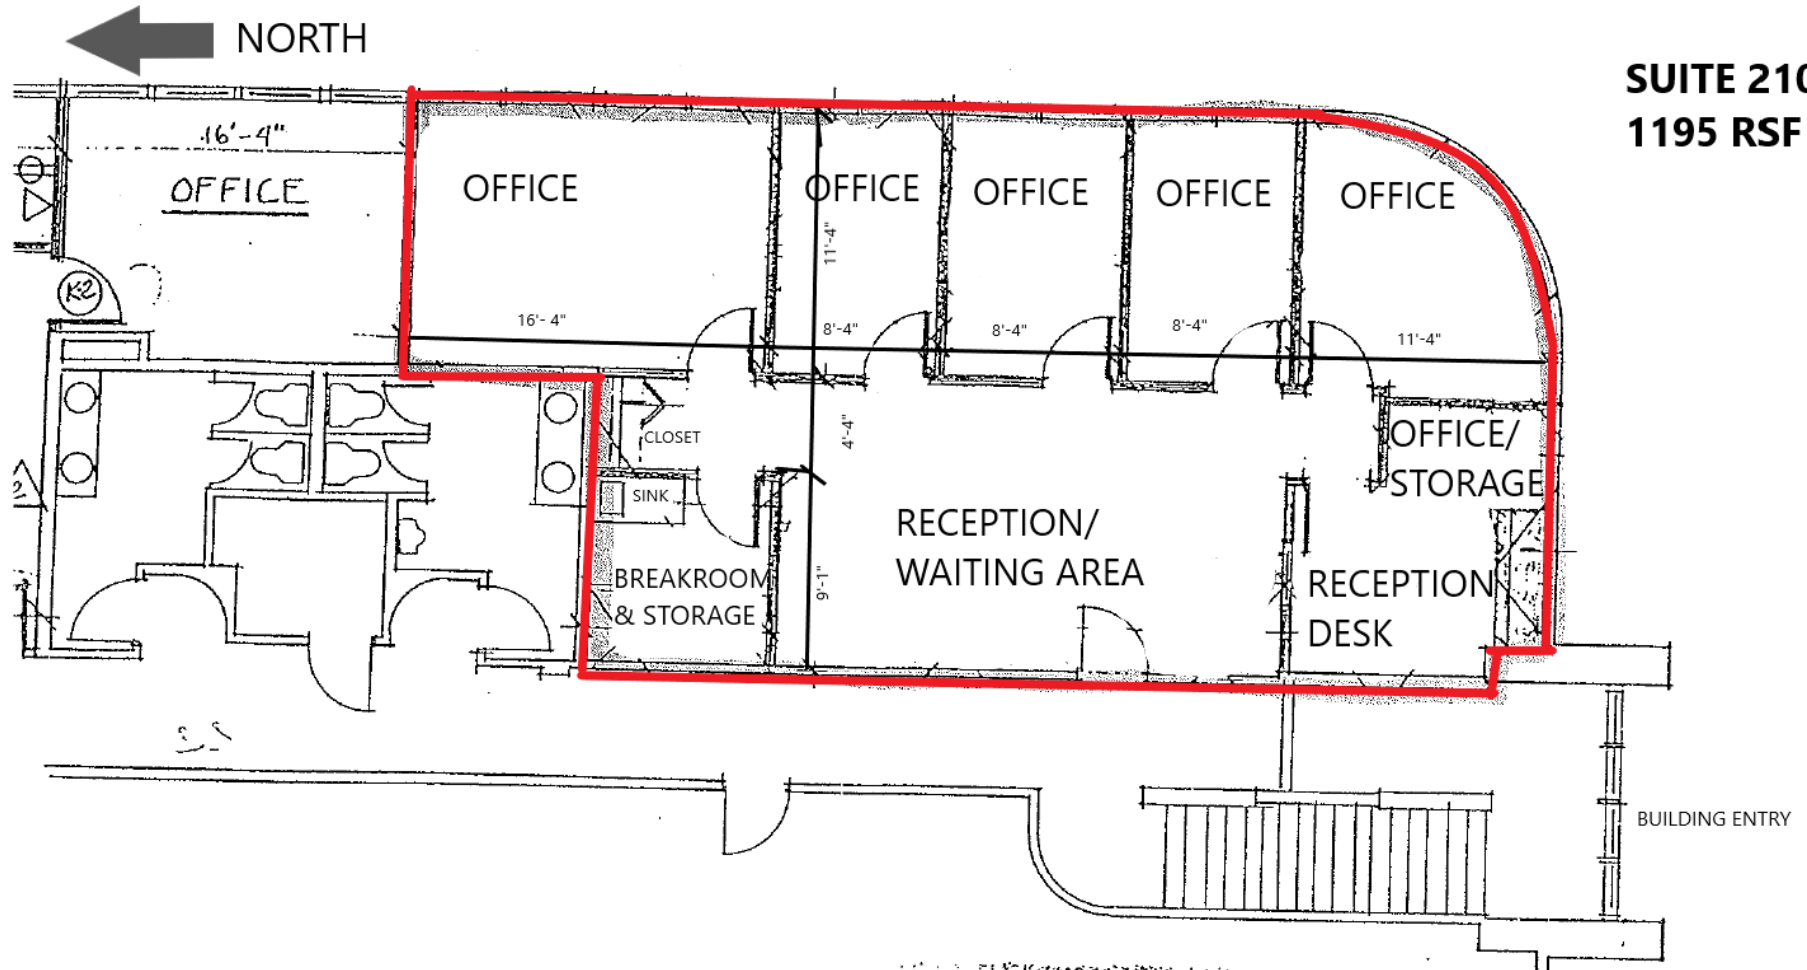 NORTH
SUITE 210
1195 RSF
16'-4"
OFFICE
OFFICE
OFFICE
OFFICE
OFFICE
OFFICE
11'-4"
K-2
16'- 4"
8'-4"
8'-4"
8'-4"
11'-4"
CLOSET
4'-4"
OFFICE/
STORAGE
SINK
2
RECEPTION/
WAITING AREA
BREAKROOM
& STORAGE
9'-1"
RECEPTION
DESK
BUILDING ENTRY